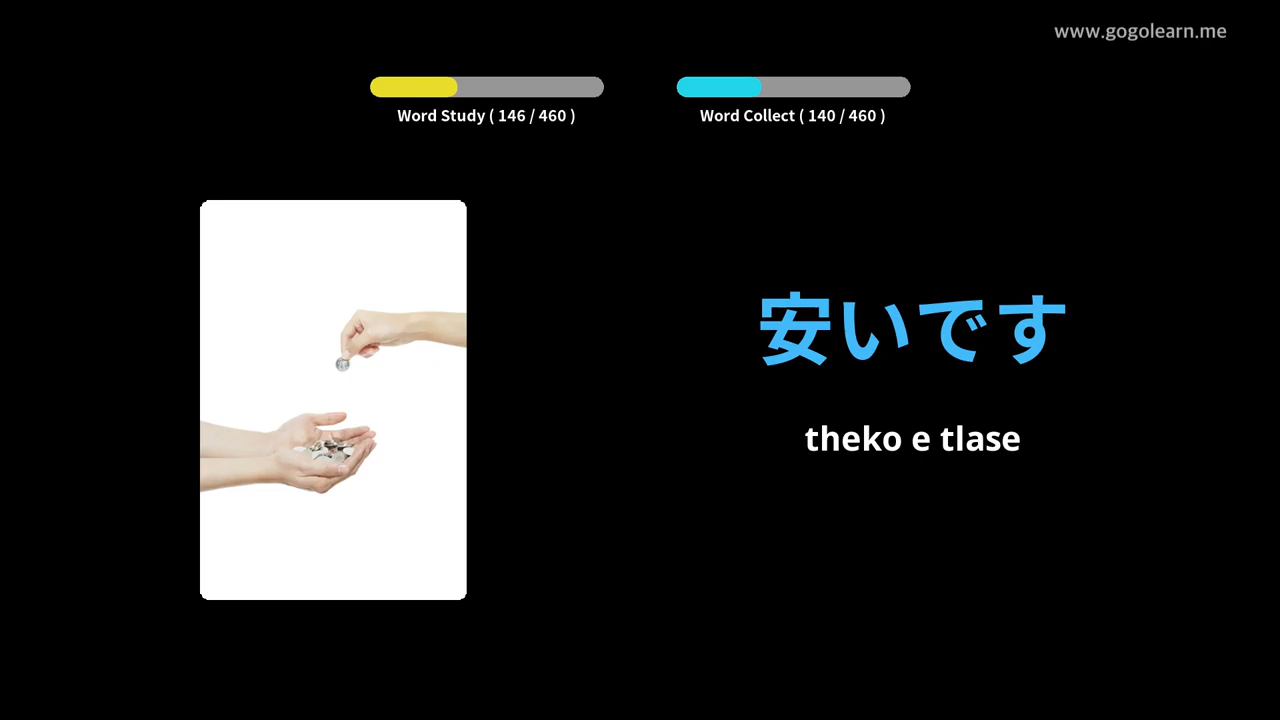 www.gogolearn.me
Word Study ( 146 / 460 )
Word Collect ( 140 / 460 )
安いです
theko e tlase